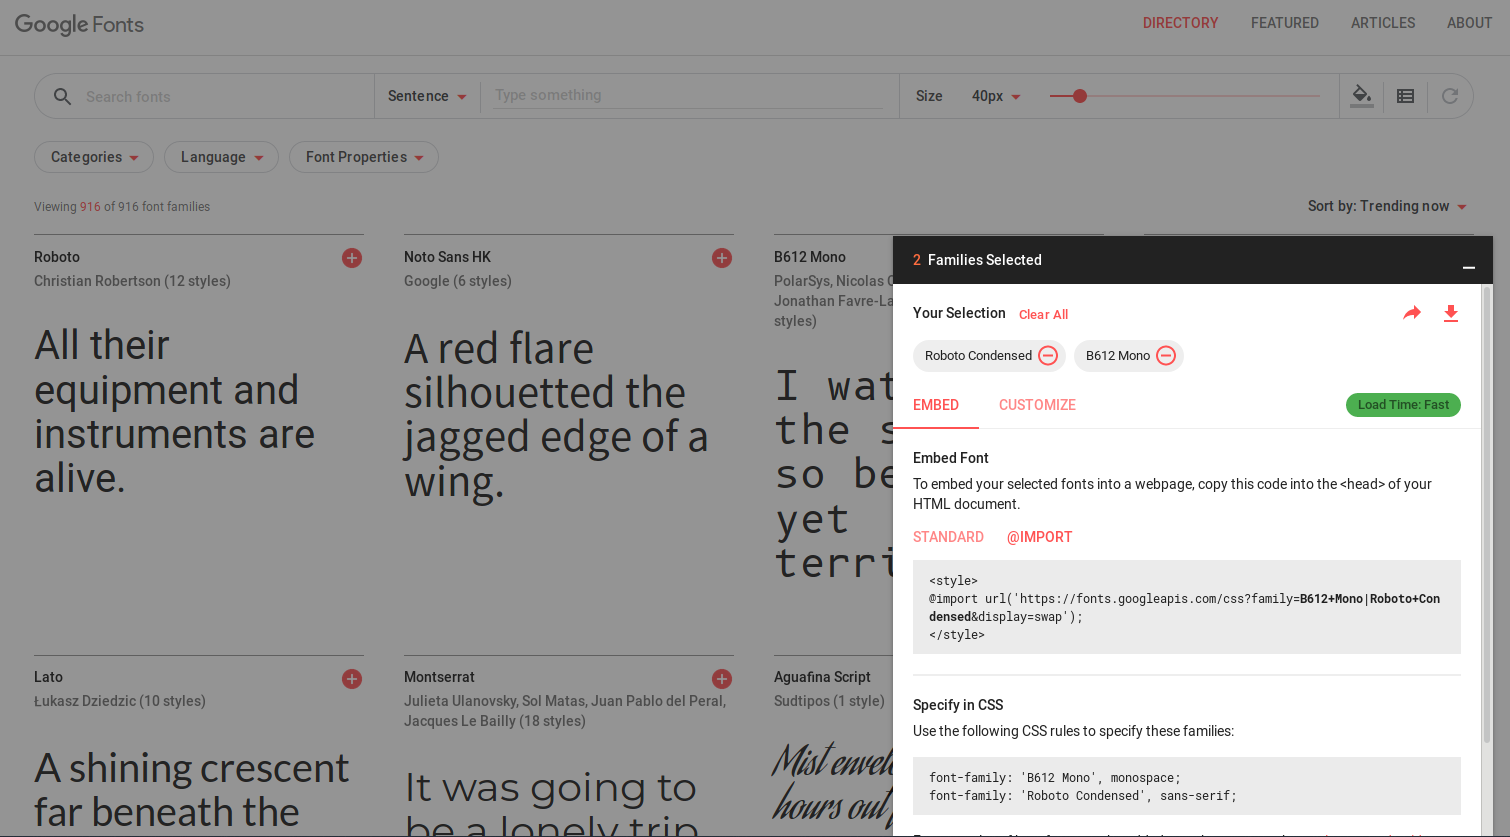 Google Fonts
DIRECTORY
FEATURED
ARTICLES
ABOUT
Search fonts
Sentence
Type something
Size
40px
Categories
Language
Font Properties
Viewing 916 of 916 font families
Sort by: Trending now
Roboto
Christian Robertson (12 styles)
All their
equipment and
instruments are
alive.
Noto Sans HK
Google (6 styles)
A red flare
silhouetted the
jagged edge of a
wing.
B612 Mono
PolarSys, Nicolas
Jonathan Favre-La
styles)
I wat
the s
so be
yet
terri
Lato
Łukasz Dziedzic (10 styles)
A shining crescent
far beneath the
Montserrat
Julieta Ulanovsky, Sol Matas, Juan Pablo del Peral,
Jacques Le Bailly (18 styles)
It was going to
be a lonely trip
Aguafina Script
Sudtipos (1 style)
Mist envel
hours out
2 Families Selected
Your Selection
Clear All
Roboto Condensed
B612 Mono
EMBED
CUSTOMIZE
Load Time: Fast
Embed Font
To embed your selected fonts into a webpage, copy this code into the <head> of your
HTML document.
STANDARD
@IMPORT
<style>
@import url('https://fonts.googleapis.com/css?family=B612+Mono|Roboto+Con
densed&display=swap');
</style>
Specify in CSS
Use the following CSS rules to specify these families:
font-family: 'B612 Mono', monospace;
font-family: 'Roboto Condensed', sans-serif;